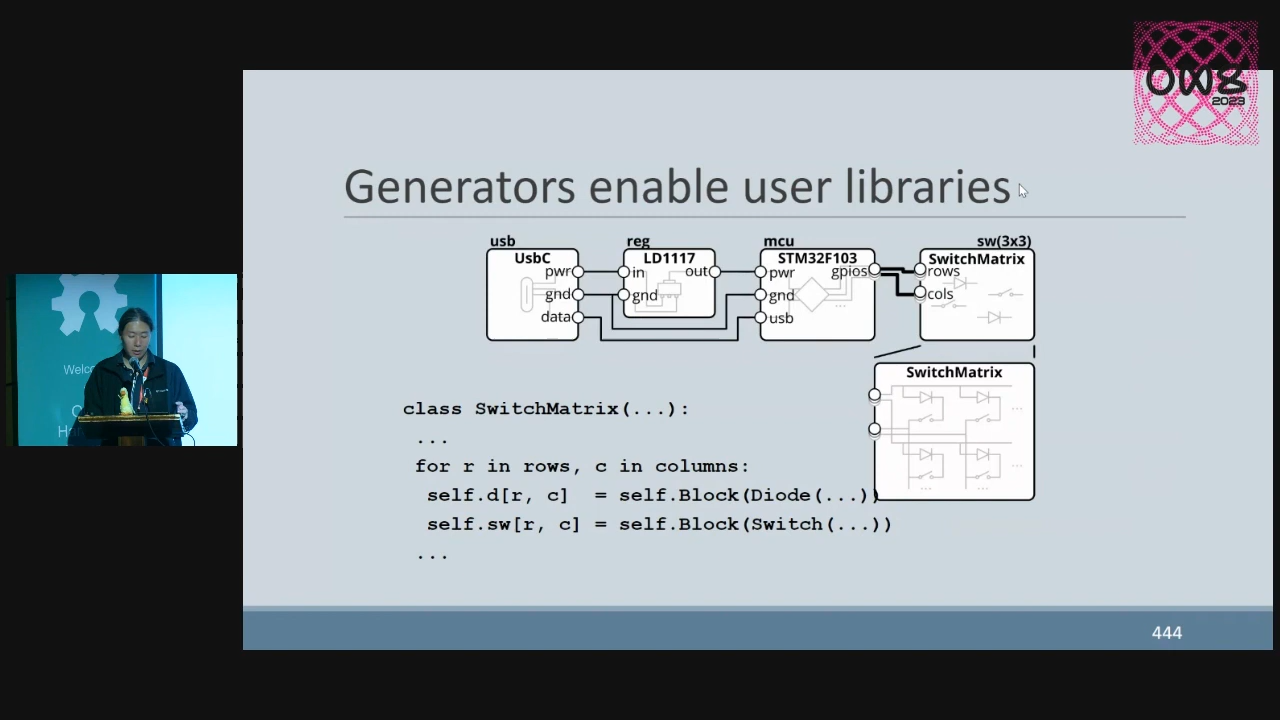 OW8
2023
Generators enable user libraries
usb
reg
mcu
sw(3x3)
UsbC
LD1117
STM32F103
SwitchMatrix
pwr
in
out
pwr
gpios
rows
gnd
gnd
gnd
cols
data
usb
SwitchMatrix
class SwitchMatrix(...):
...
for r in rows, c in columns:
self.d[r, c] = self.Block(Diode(...))
self.sw[r, c] = self.Block(Switch(...))
...
444